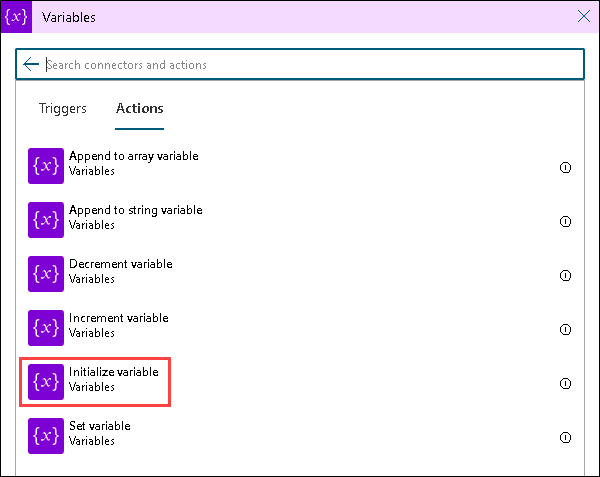 {x} Variables
Search connectors and actions
Triggers Actions
{x} Append to array variable
Variables
{x} Append to string variable
Variables
{x} Decrement variable
Variables
{x} Increment variable
Variables
{x} Initialize variable
Variables
{x} Set variable
Variables